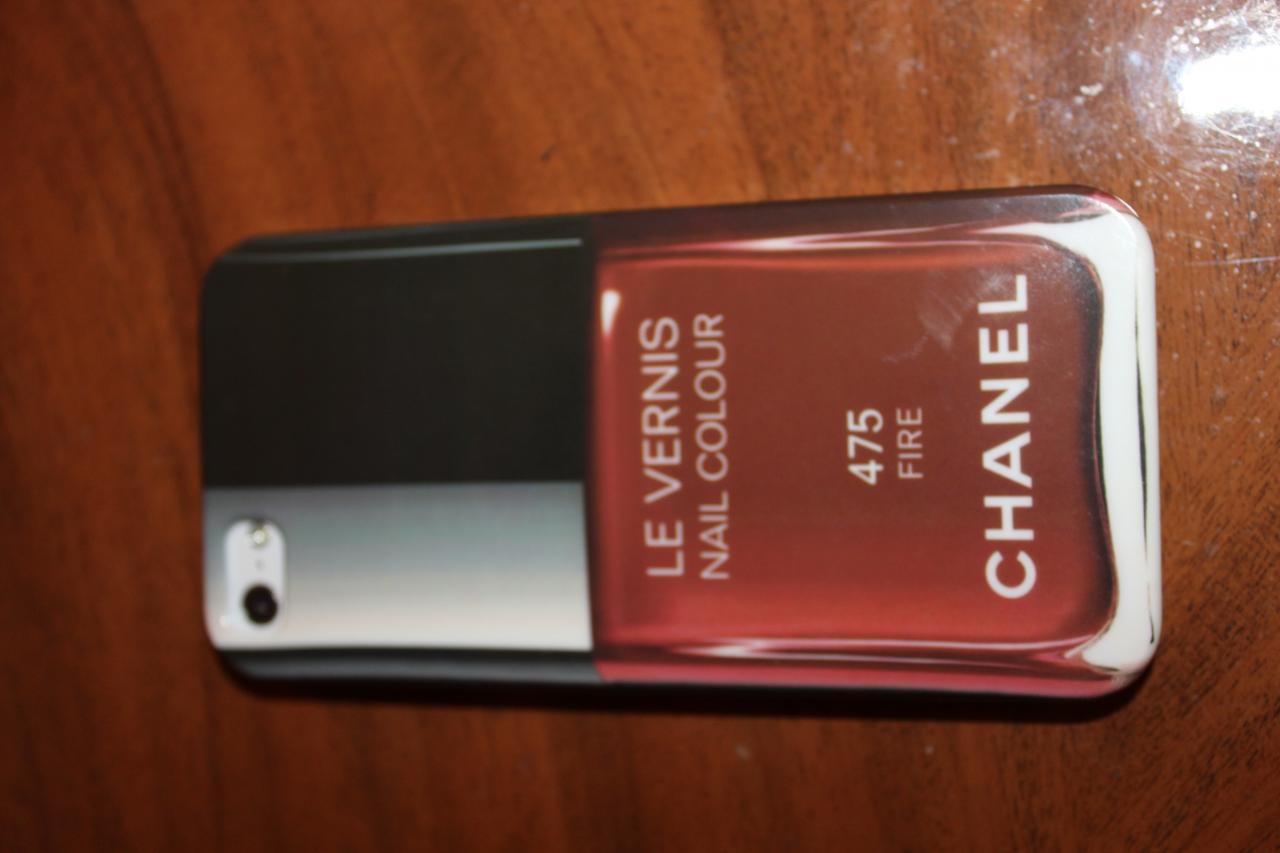 LE VERNIS
NAIL COLOUR
475
FIRE
CHANEL